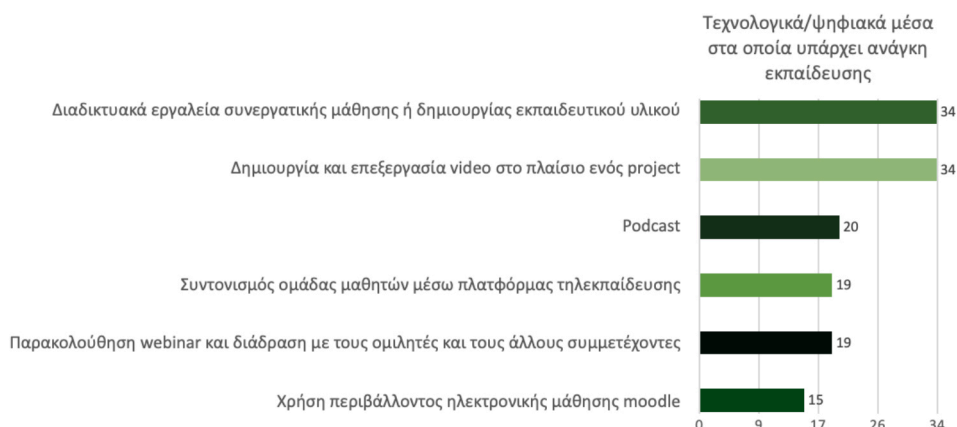 Τεχνολογικά/ψηφιακά μέσα
στα οποία υπάρχει ανάγκη
εκπαίδευσης
Διαδικτυακά εργαλεία συνεργατικής μάθησης ή δημιουργίας εκπαιδευτικού υλικού 34
Δημιουργία και επεξεργασία video στο πλαίσιο ενός project 34
Podcast 20
Συντονισμός ομάδας μαθητών μέσω πλατφόρμας τηλεκπαίδευσης 19
Παρακολούθηση webinar και διάδραση με τους ομιλητές και τους άλλους συμμετέχοντες 19
Χρήση περιβάλλοντος ηλεκτρονικής μάθησης moodle 15
0 9 17 26 34